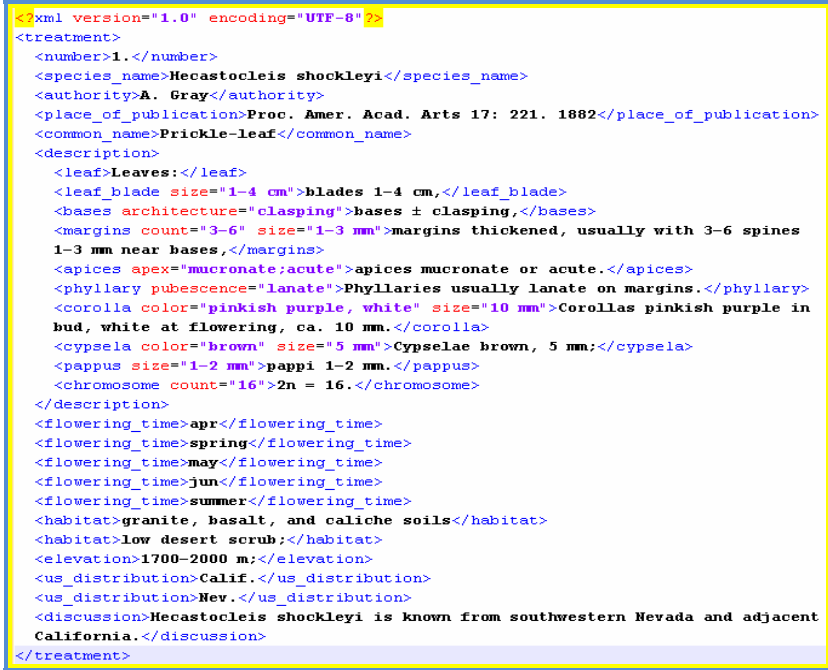 <?xml version="1.0" encoding="UTF-8"?>
<treatment>
<number>1.</number>
<species_name>Hecastocleis shockleyi</species_name>
<authority>A. Gray</authority>
<place_of_publication>Proc. Amer. Acad. Arts 17: 221. 1882</place_of_publication>
<common_name>Prickle-leaf</common_name>
<description>
<leaf>Leaves:</leaf>
<leaf_blade size="1-4 cm">blades 1-4 cm,</leaf_blade>
<bases architecture="clasping">bases ± clasping,</bases>
<margins count="3-6" size="1-3 mm">margins thickened, usually with 3-6 spines
1-3 mm near bases,</margins>
<apices apex="mucronate;acute">apices mucronate or acute.</apices>
<phyllary pubescence="lanate">Phyllaries usually lanate on margins.</phyllary>
<corolla color="pinkish purple, white" size="10 mm">Corollas pinkish purple in
bud, white at flowering, ca. 10 mm.</corolla>
<cypsela color="brown" size="5 mm">Cypselae brown, 5 mm;</cypsela>
<pappus size="1-2 mm">pappi 1-2 mm.</pappus>
<chromosome count="16">2n = 16.</chromosome>
</description>
<flowering_time>apr</flowering_time>
<flowering_time>spring</flowering_time>
<flowering_time>may</flowering_time>
<flowering_time>jun</flowering_time>
<flowering_time>summer</flowering_time>
<habitat>granite, basalt, and caliche soils</habitat>
<habitat>low desert scrub;</habitat>
<elevation>1700-2000 m;</elevation>
<us_distribution>Calif.</us_distribution>
<us_distribution>Nev.</us_distribution>
<discussion>Hecastocleis shockleyi is known from southwestern Nevada and adjacent
California.</discussion>
</treatment>